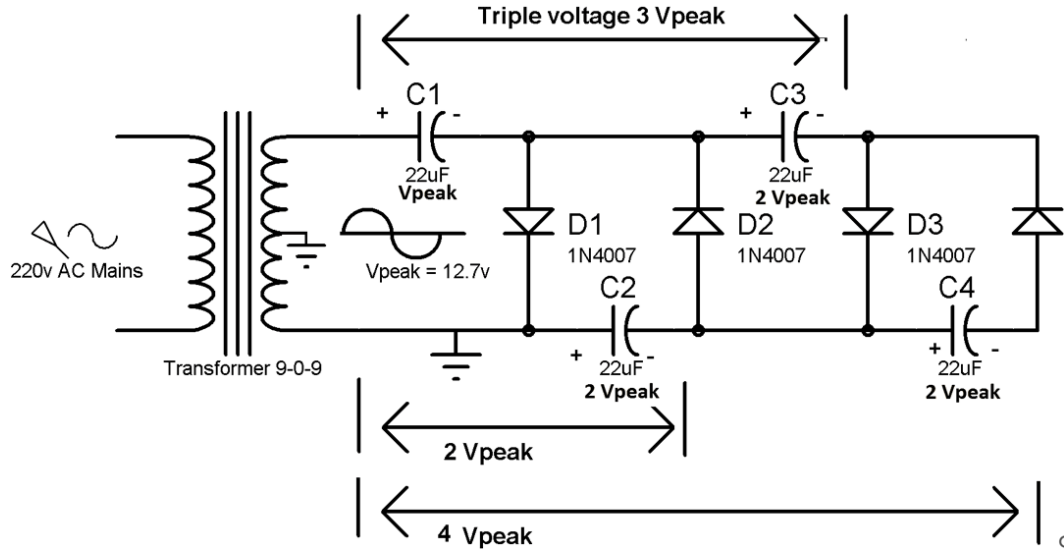 Triple voltage 3 Vpeak
C1
+ -
22uF
Vpeak
C3
+ -
22uF
2 Vpeak
220v AC Mains
Transformer 9-0-9
Vpeak = 12.7v
D1
1N4007
D2
1N4007
D3
1N4007
C2
+ -
22uF
2 Vpeak
C4
+ -
22uF
2 Vpeak
2 Vpeak
4 Vpeak